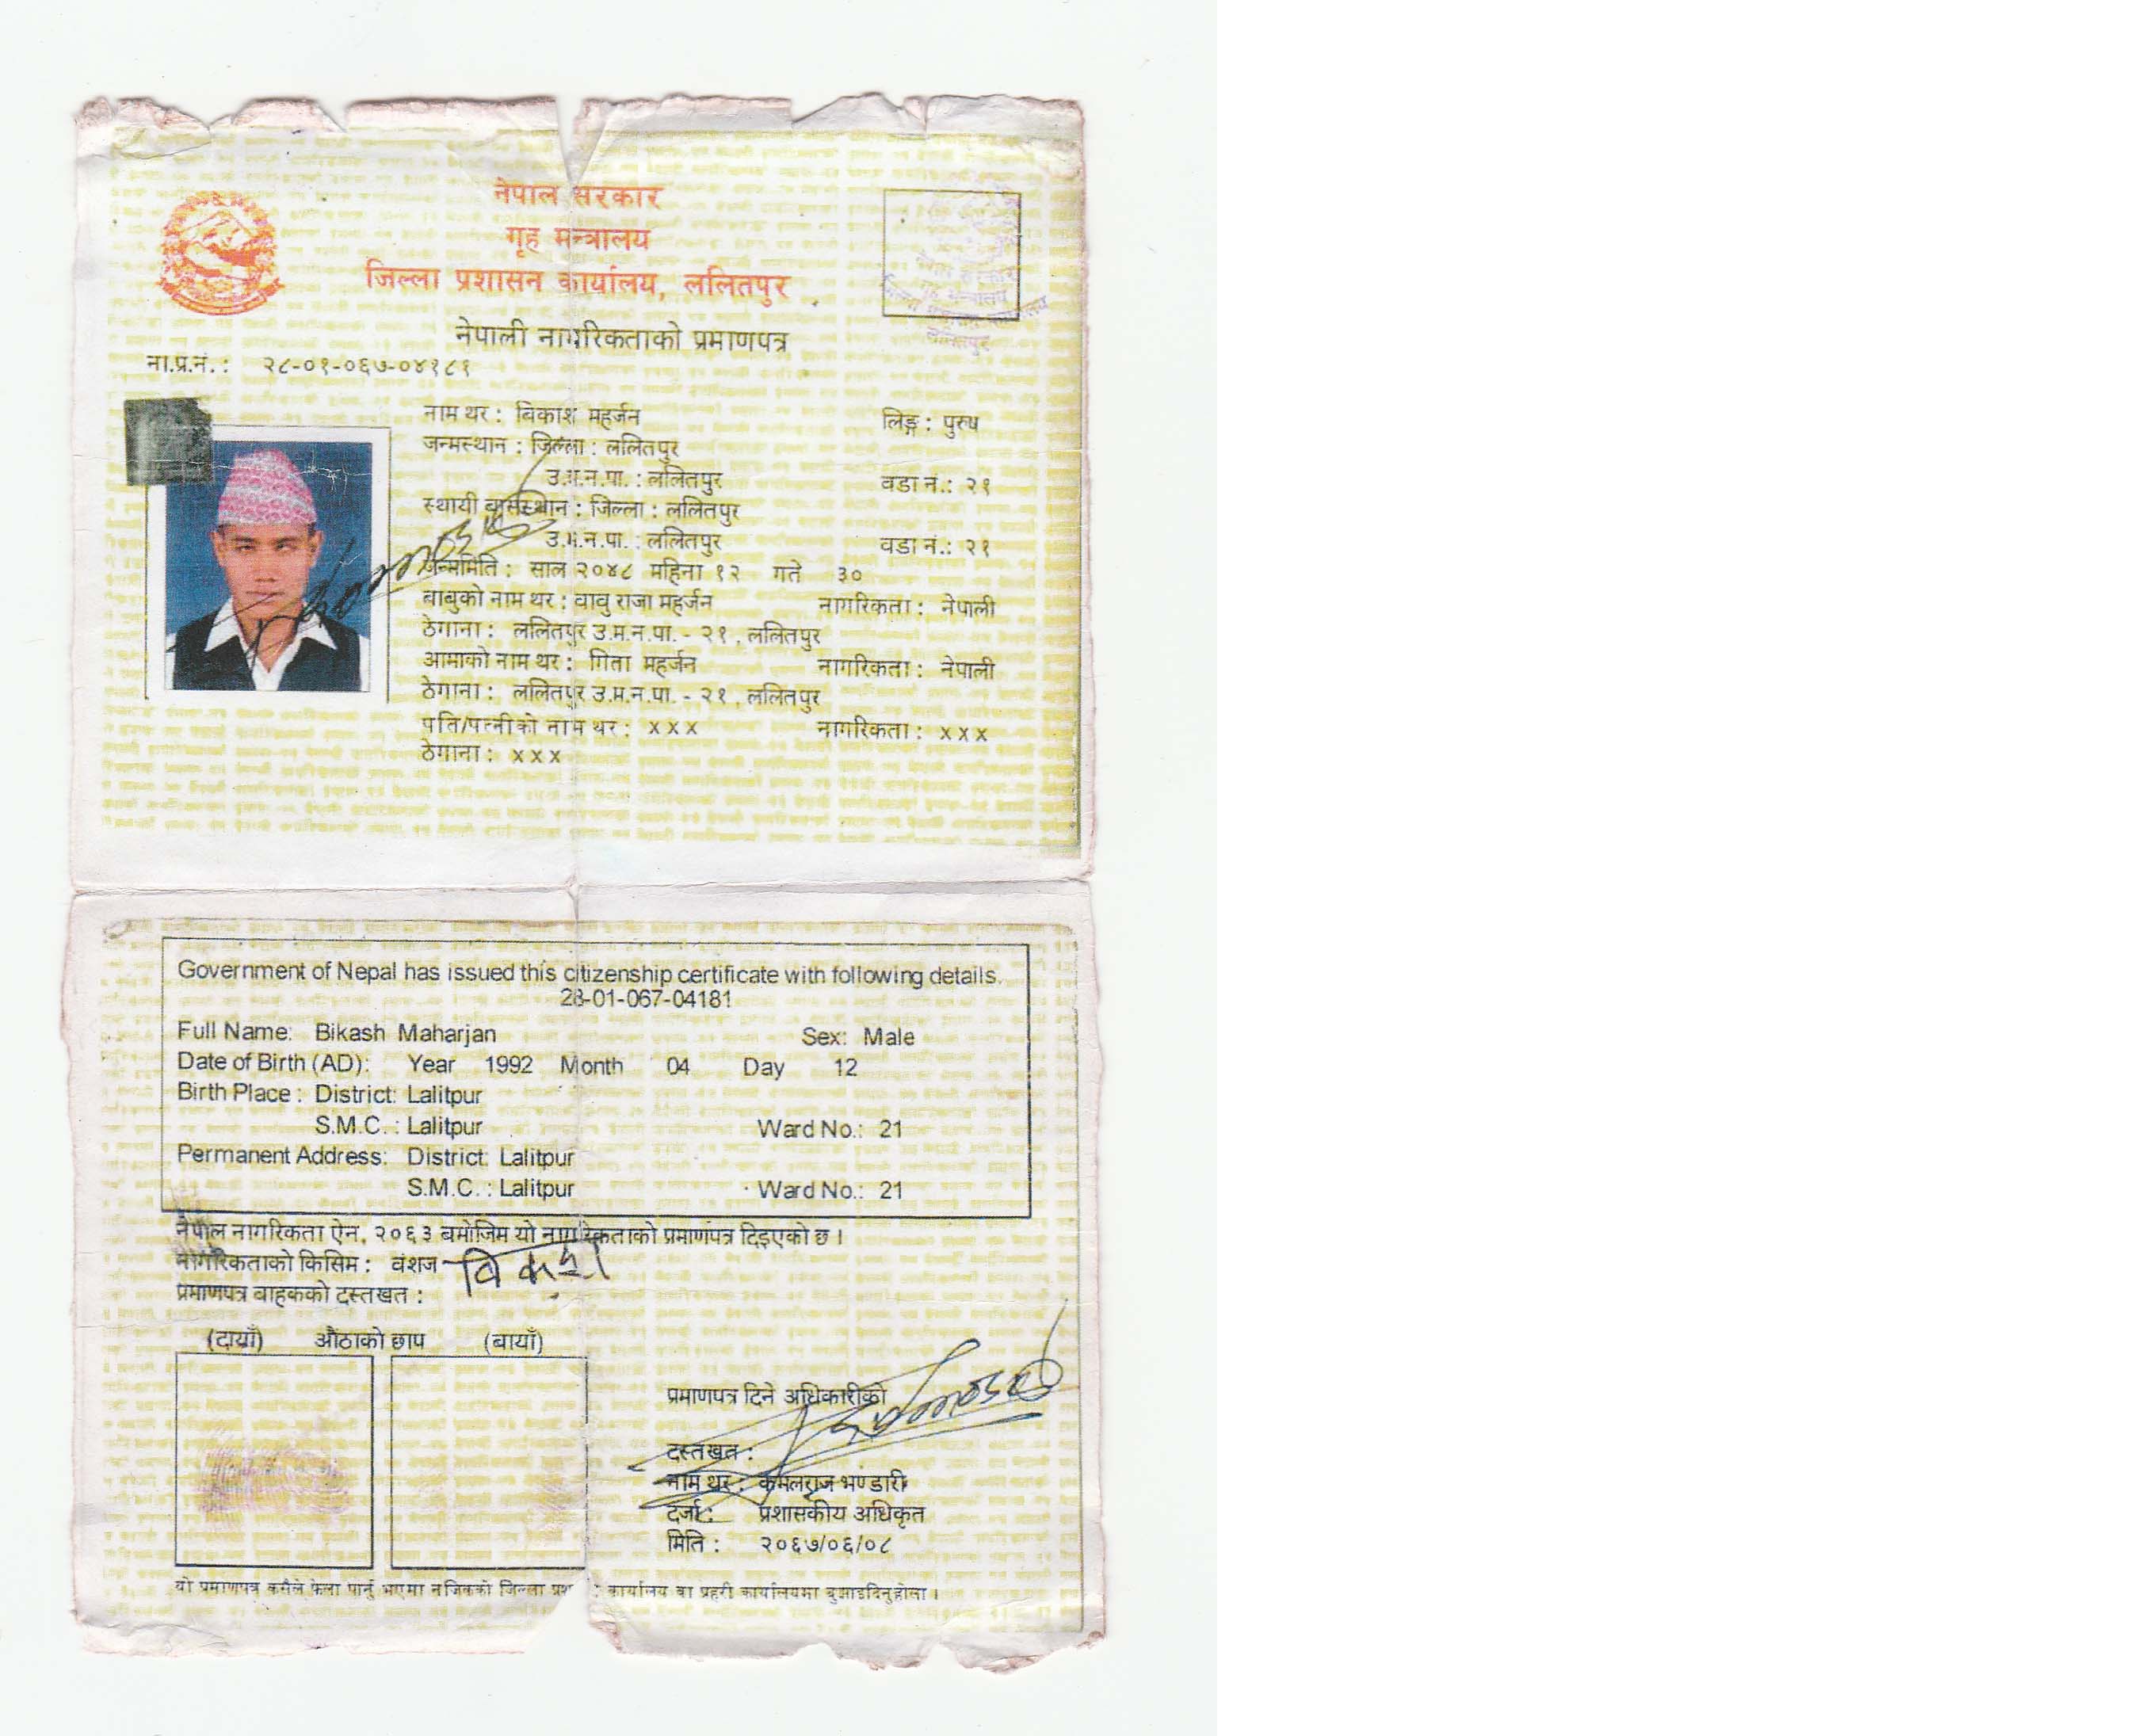 नेपाल सरकार
गृह मन्त्रालय
जिल्ला प्रशासन कार्यालय, ललितपुर
नेपाली नागरिकताको प्रमाणपत्र
ना.प्र.नं. : २८-०१-०६७-०४१८१
नाम थर : बिकाश महर्जन लिङ्ग : पुरुष
जन्मस्थान : जिल्ला : ललितपुर
उ.म.न.पा. : ललितपुर वडा नं.: २१
स्थायी बासस्थान : जिल्ला : ललितपुर
उ.म.न.पा. : ललितपुर वडा नं.: २१
जन्ममिति : साल २०४८ महिना १२ गते ३०
बाबुको नाम थर : वावु राजा महर्जन नागरिकता : नेपाली
ठेगाना : ललितपुर उ.म.न.पा. - २१ , ललितपुर
आमाको नाम थर : गिता महर्जन नागरिकता : नेपाली
ठेगाना : ललितपुर उ.म.न.पा. - २१ , ललितपुर
पति/पत्नीको नाम थर : x x x नागरिकता : x x x
ठेगाना : x x x
Government of Nepal has issued this citizenship certificate with following details.
28-01-067-04181
Full Name: Bikash Maharjan Sex: Male
Date of Birth (AD): Year 1992 Month 04 Day 12
Birth Place : District: Lalitpur
S.M.C. : Lalitpur Ward No.: 21
Permanent Address: District: Lalitpur
S.M.C. : Lalitpur Ward No.: 21
नेपाल नागरिकता ऐन, २०६३ बमोजिम यो नागरिकताको प्रमाणपत्र दिइएको छ ।
नागरिकताको किसिम : वंशज
प्रमाणपत्र बाहकको दस्तखत :
(दायाँ) औंठाको छाप (बायाँ)
प्रमाणपत्र दिने अधिकारीको
दस्तखत :
नाम थर : कमलराज भण्डारी
दर्जा : प्रशासकीय अधिकृत
मिति : २०६७/०६/०८
यो प्रमाणपत्र कसैले फेला पार्नु भएमा नजिकको जिल्ला कार्यालय वा प्रहरी कार्यालयमा बुझाइदिनुहोला ।